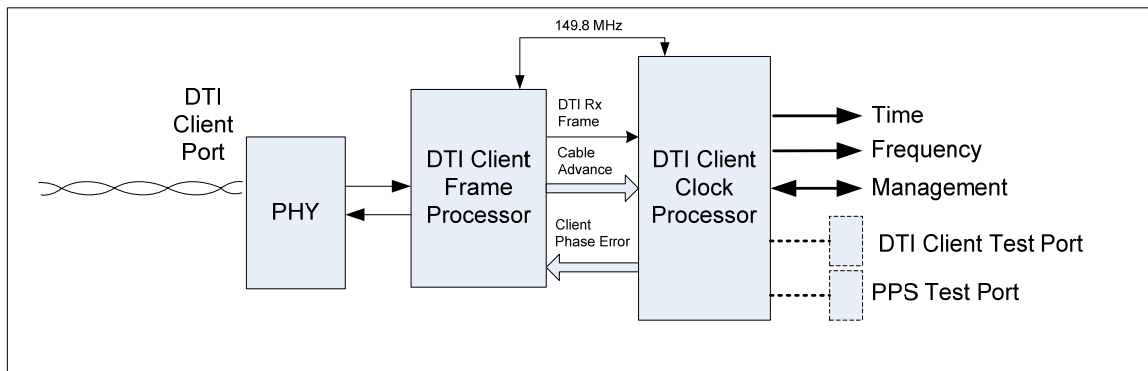 149.8 MHz
DTI
Client
Port
PHY
DTI Client
Frame
Processor
DTI Rx
Frame
Cable
Advance
Client
Phase Error
DTI Client
Clock
Processor
Time
Frequency
Management
DTI Client Test Port
PPS Test Port